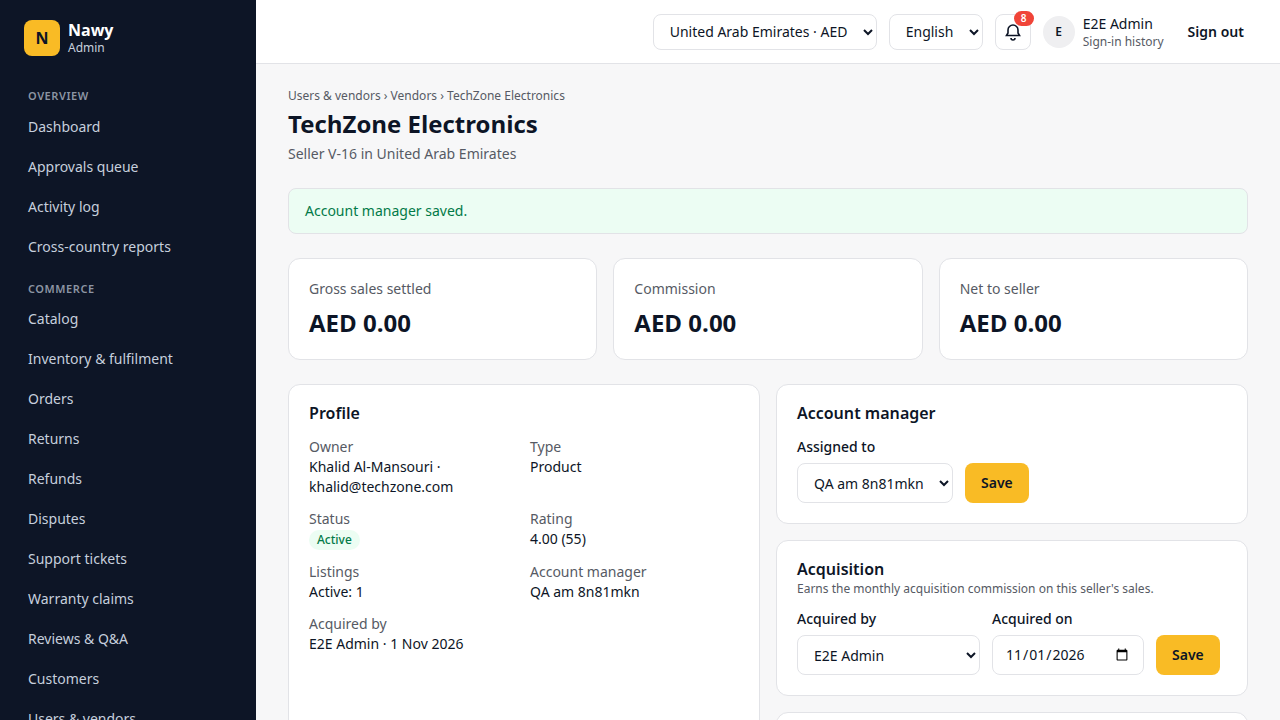 N
Nawy
Admin
United Arab Emirates · AED
English
8
E
E2E Admin
Sign-in history
Sign out
OVERVIEW
Dashboard
Approvals queue
Activity log
Cross-country reports
COMMERCE
Catalog
Inventory & fulfilment
Orders
Returns
Refunds
Disputes
Support tickets
Warranty claims
Reviews & Q&A
Customers
Users & vendors
Users & vendors › Vendors › TechZone Electronics
TechZone Electronics
Seller V-16 in United Arab Emirates
Account manager saved.
Gross sales settled
AED 0.00
Commission
AED 0.00
Net to seller
AED 0.00
Profile
Owner
Khalid Al-Mansouri ·
khalid@techzone.com
Type
Product
Status
Active
Rating
4.00 (55)
Listings
Active: 1
Account manager
QA am 8n81mkn
Acquired by
E2E Admin · 1 Nov 2026
Account manager
Assigned to
QA am 8n81mkn
Save
Acquisition
Earns the monthly acquisition commission on this seller's sales.
Acquired by
Acquired on
E2E Admin
11/01/2026
Save